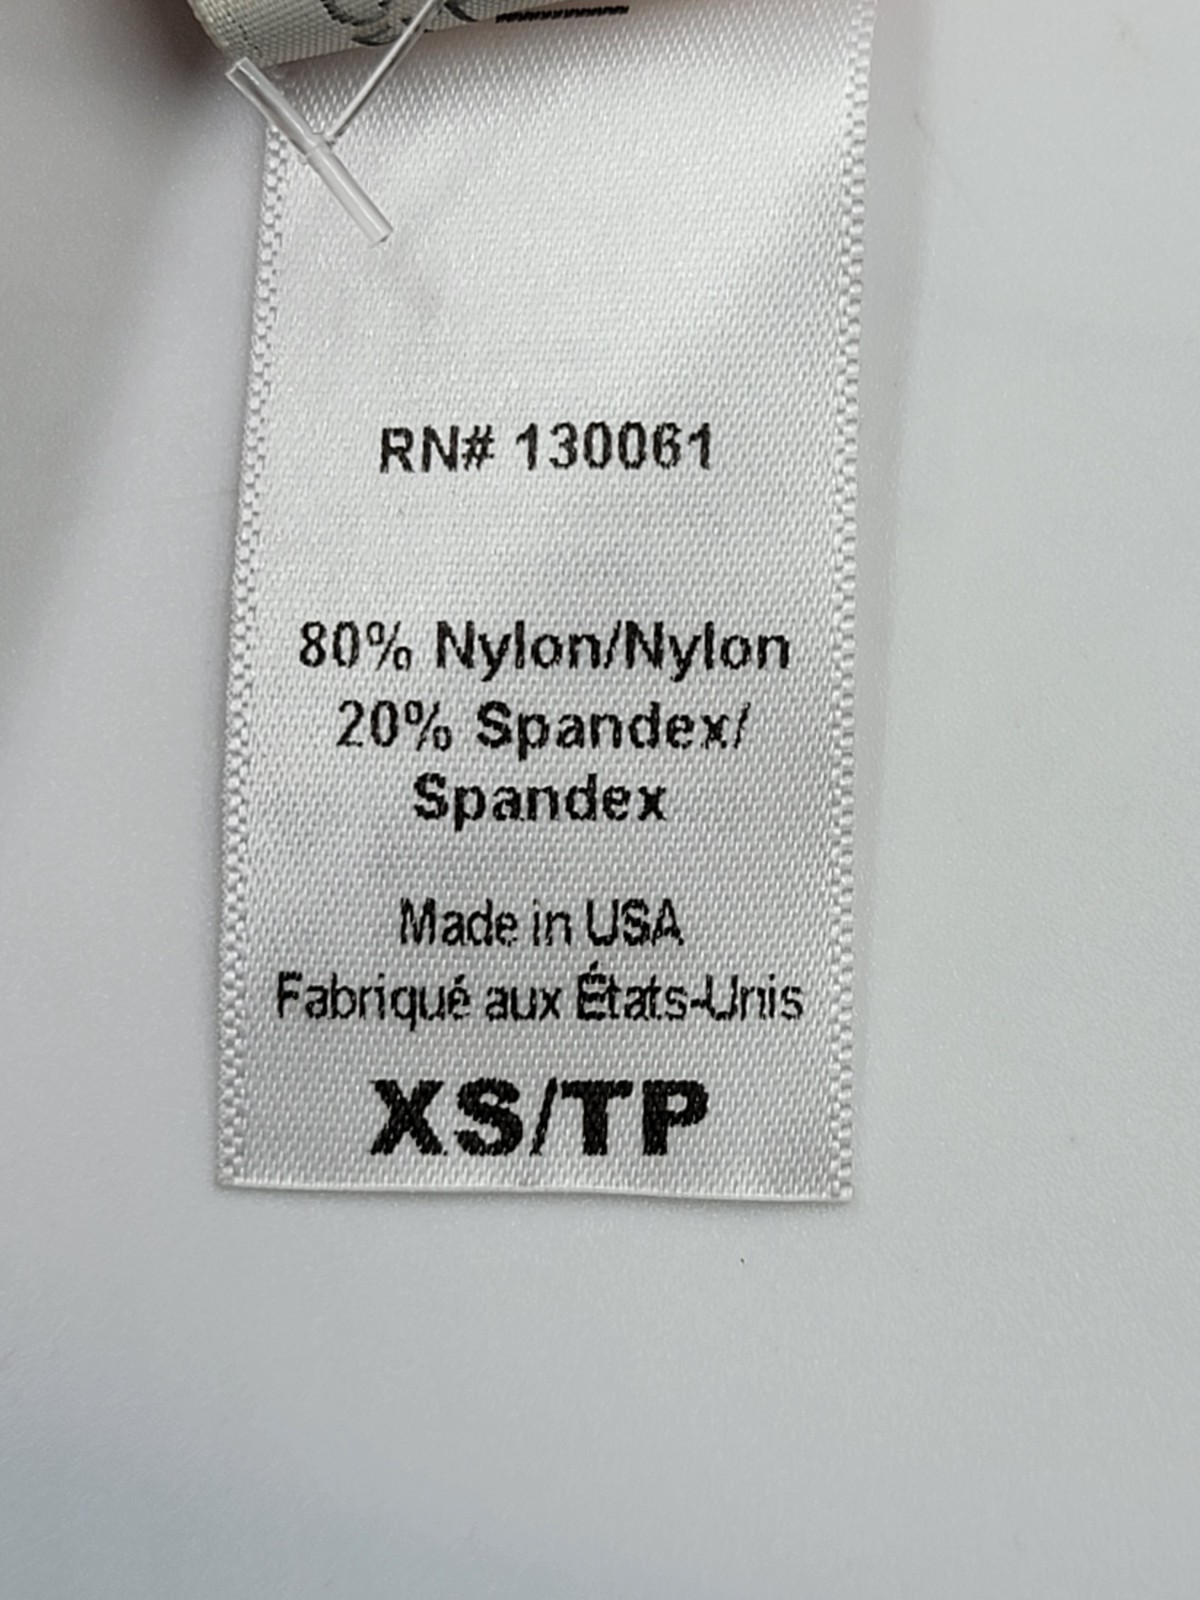 RN# 130061
80% Nylon/Nylon
20% Spandex/
Spandex
Made in USA
Fabriqué aux États-Unis
XS/TP